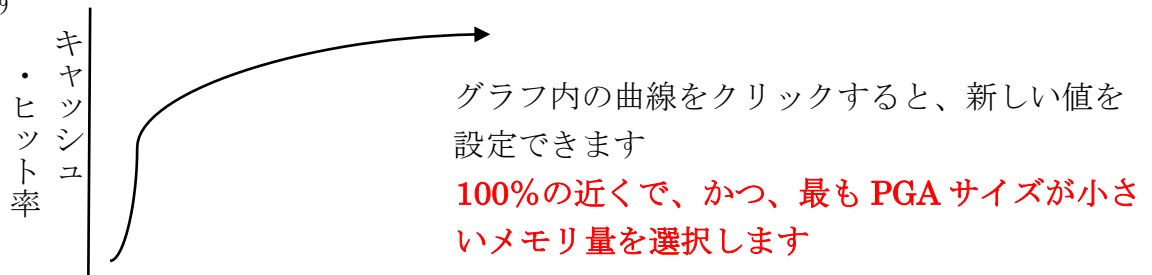 キャッシュ
・ヒット率
グラフ内の曲線をクリックすると、新しい値を
設定できます
100%の近くで、かつ、最も PGA サイズが小さ
いメモリ量を選択します